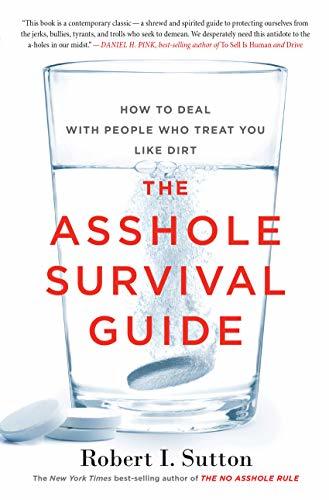 "This book is a contemporary classic—a shrewd and spirited guide to protecting ourselves from
the jerks, bullies, tyrants, and trolls who seek to demean. We desperately need this antidote to the
a-holes in our midst." —DANIEL H. PINK, best-selling author of To Sell Is Human and Drive
HOW TO DEAL
WITH PEOPLE WHO TREAT YOU
LIKE DIRT
THE
ASSHOLE
SURVIVAL
GUIDE
Robert I. Sutton
The New York Times best-selling author of THE NO ASSHOLE RULE